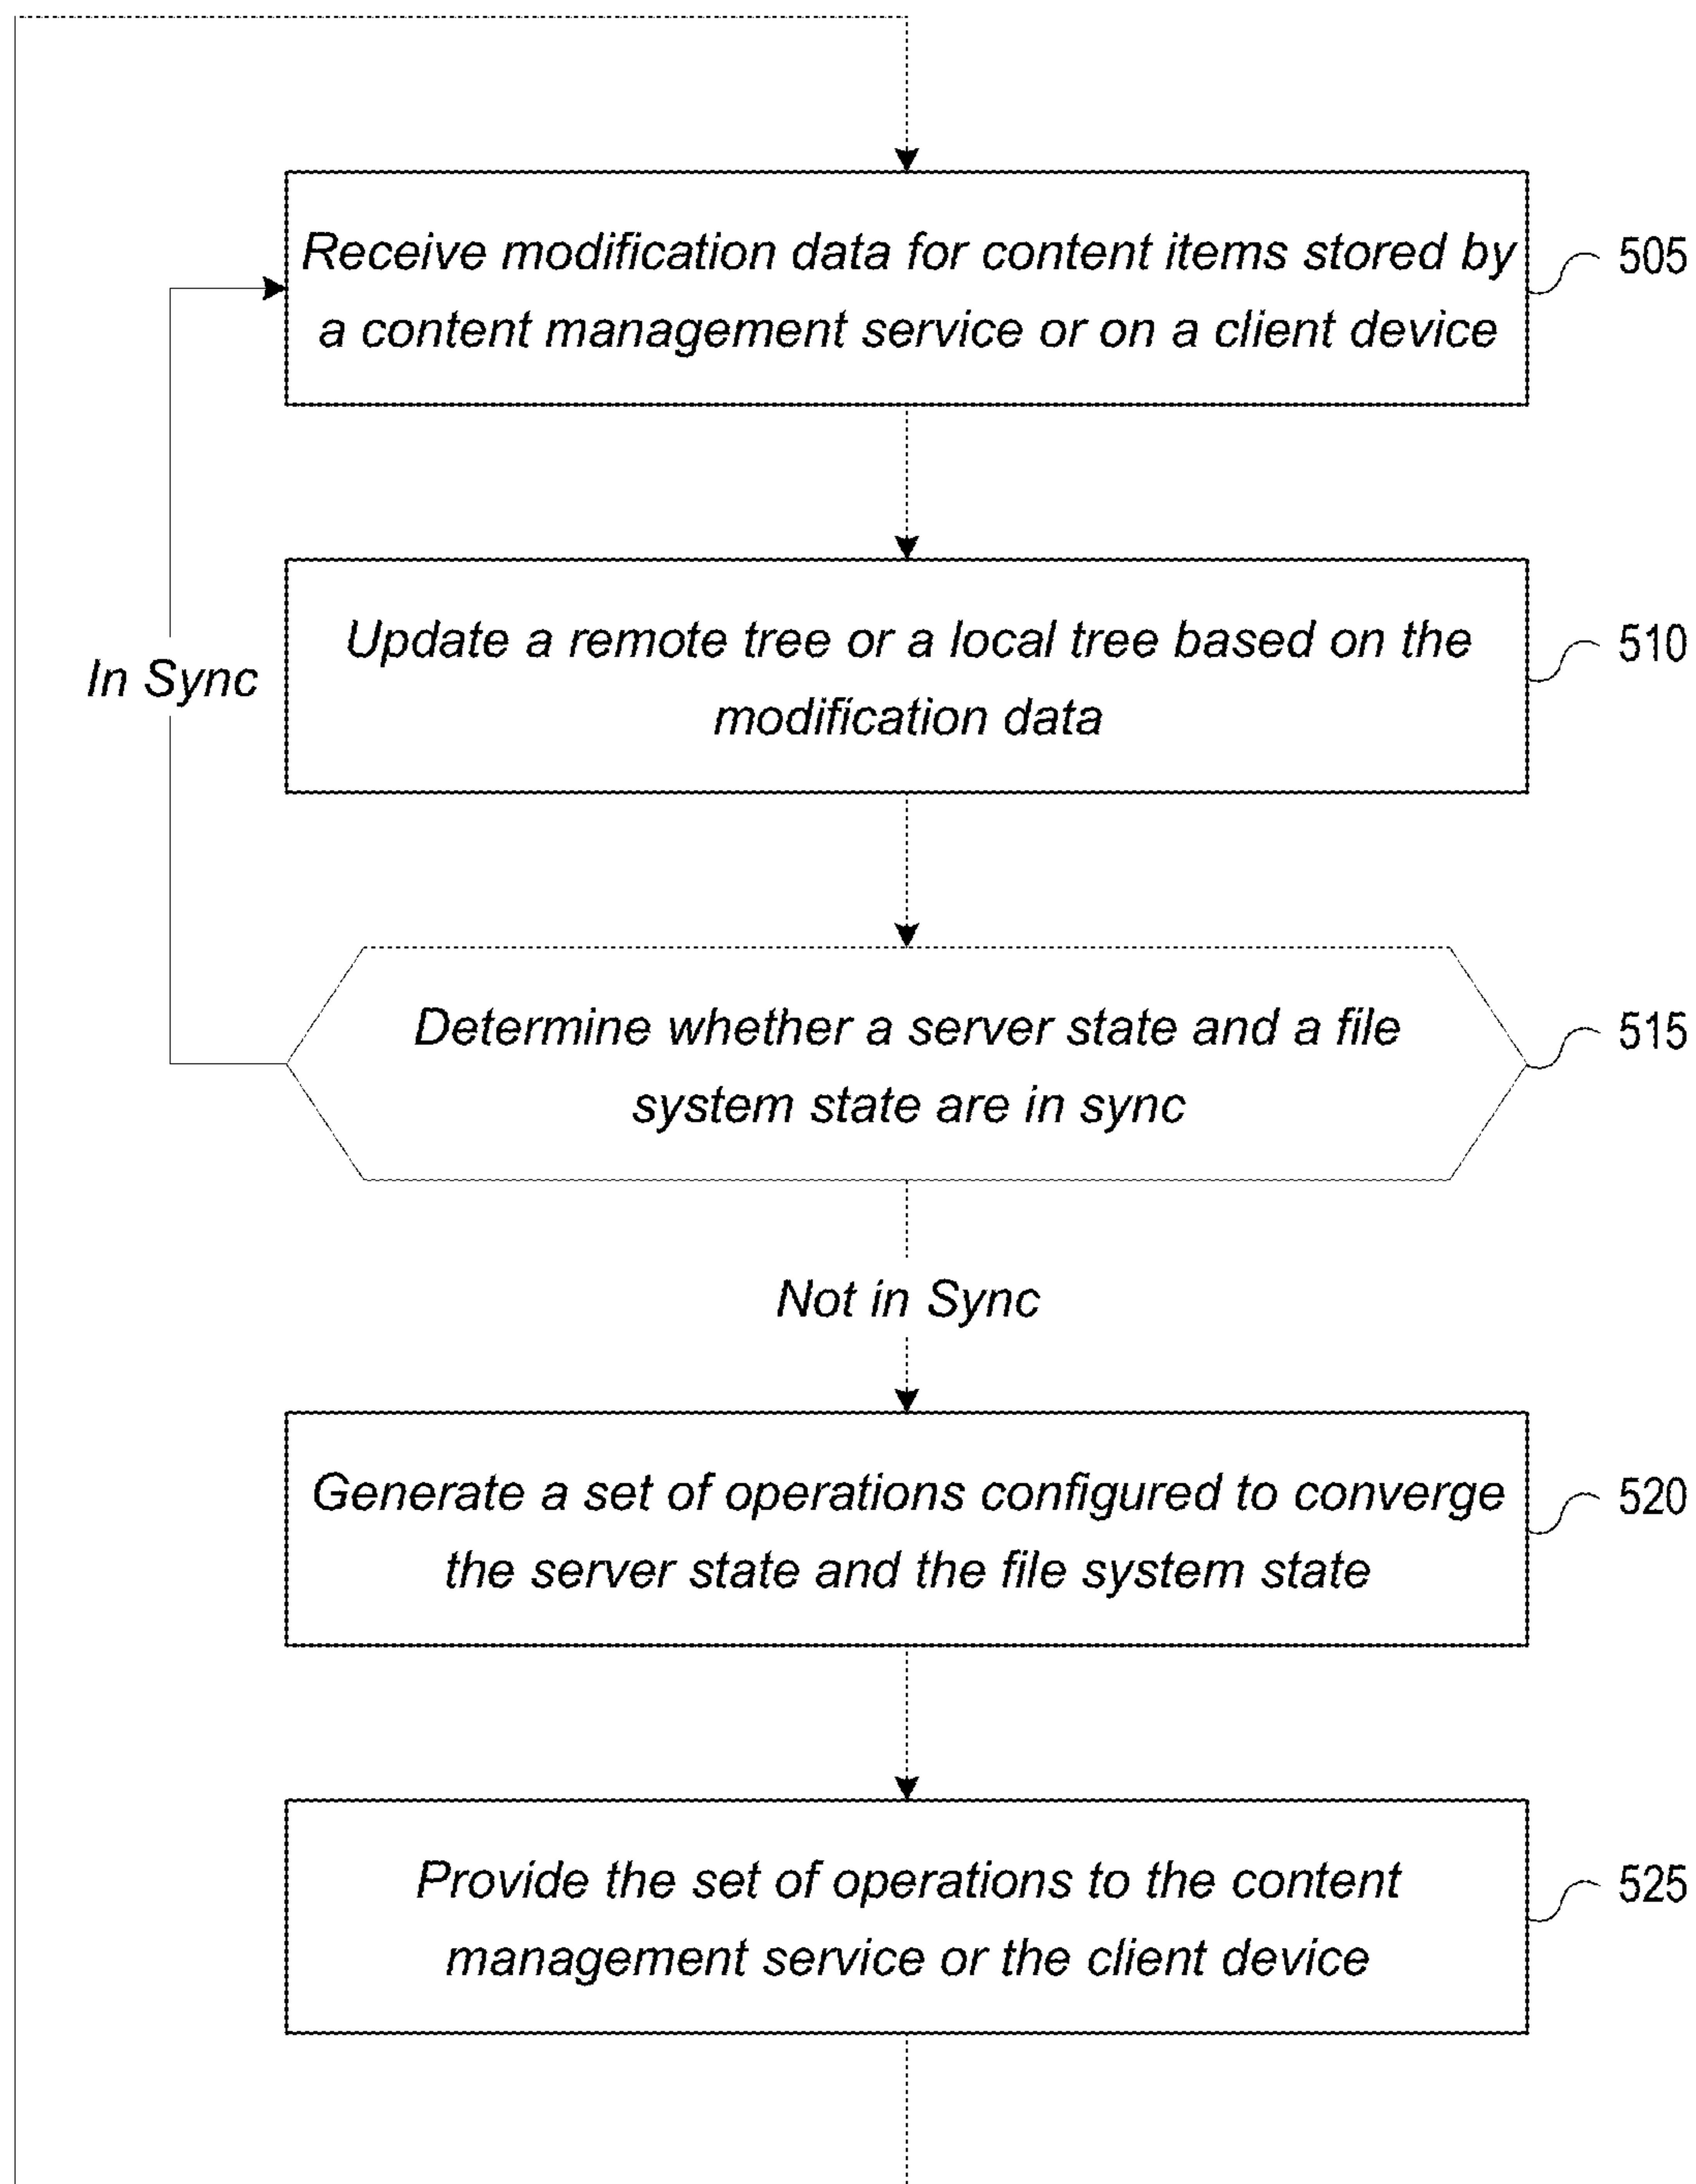 Receive modification data for content items stored by
a content management service or on a client device
505
Update a remote tree or a local tree based on the
modification data
510
In Sync
Determine whether a server state and a file
system state are in sync
515
Not in Sync
Generate a set of operations configured to converge
the server state and the file system state
520
Provide the set of operations to the content
management service or the client device
525